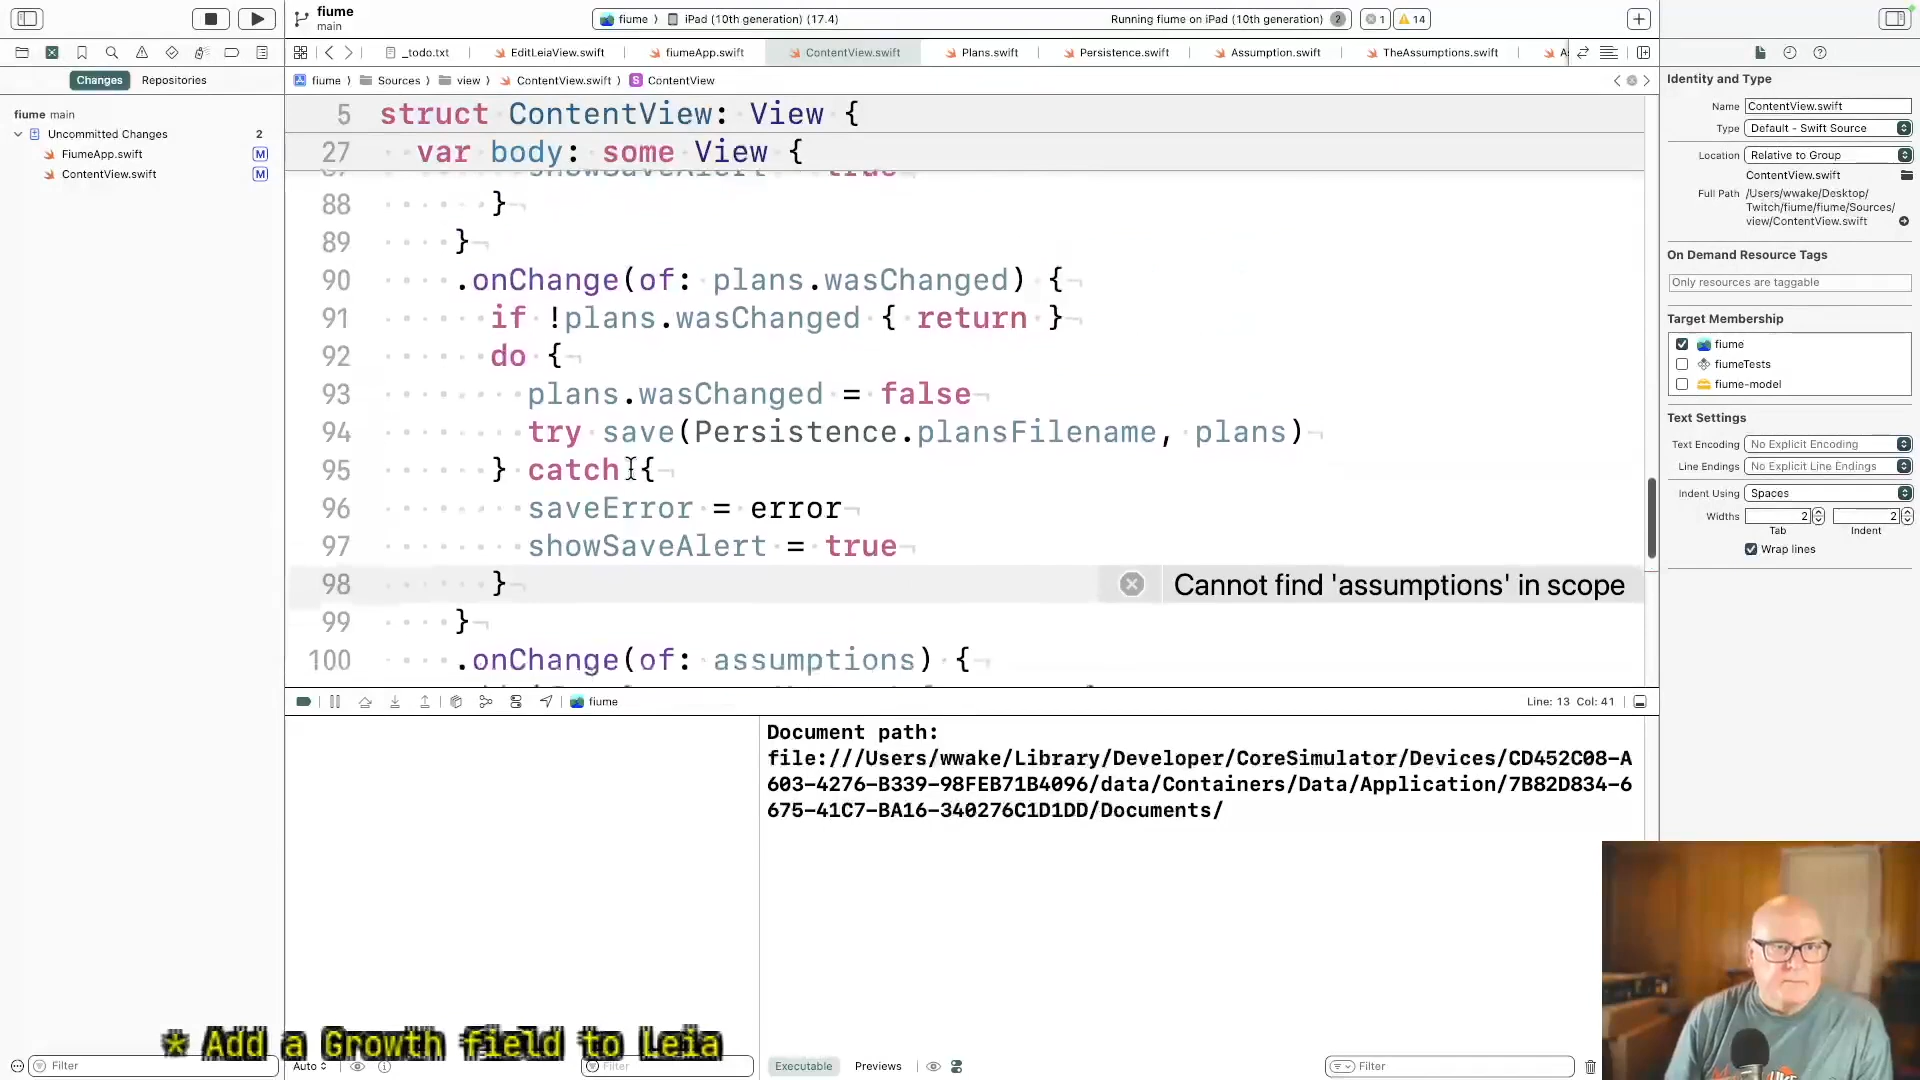 fiume
main
fiume
iPad (10th generation) (17.4)
Running fiume on iPad (10th generation)
2
1
14
_todo.txt
EditLeiaView.swift
fiumeApp.swift
ContentView.swift
Plans.swift
Persistence.swift
Assumption.swift
TheAssumptions.swift
Changes
Repositories
fiume
Sources
view
ContentView.swift
ContentView
fiume main
Uncommitted Changes 2
FiumeApp.swift M
ContentView.swift M
5 struct ContentView: View {
27 var body: some View {
showSaveAlert true
88 }
89 }
90 .onChange(of: plans.wasChanged) {
91 if !plans.wasChanged { return }
92 do {
93 plans.wasChanged = false
94 try save(Persistence.plansFilename, plans)
95 } catch {
96 saveError = error
97 showSaveAlert = true
98 }
Cannot find 'assumptions' in scope
99 }
100 .onChange(of: assumptions) {
fiume
Line: 13 Col: 41
Document path:
file:///Users/wwake/Library/Developer/CoreSimulator/Devices/CD452C08-A
603-4276-B339-98FEB71B4096/data/Containers/Data/Application/7B82D834-6
675-41C7-BA16-340276C1D1DD/Documents/
Identity and Type
Name ContentView.swift
Type Default - Swift Source
Location Relative to Group
ContentView.swift
Full Path /Users/wwake/Desktop/
Twitch/fiume/fiume/Sources/
view/ContentView.swift
On Demand Resource Tags
Only resources are taggable
Target Membership
fiume
fiumeTests
fiume-model
Text Settings
Text Encoding No Explicit Encoding
Line Endings No Explicit Line Endings
Indent Using Spaces
Widths 2 2
Tab Indent
Wrap lines
* Add a Growth field to Leia
Filter
Auto
Filter
Executable
Previews
Filter